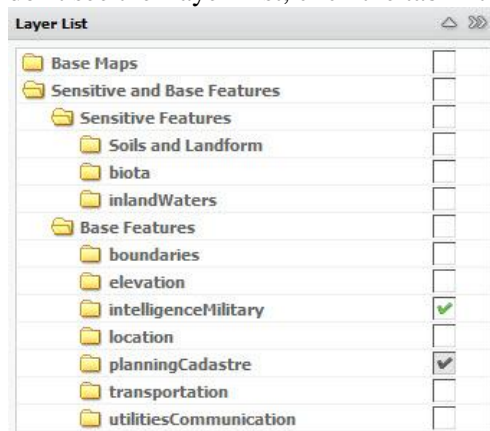 Layer List
Base Maps
Sensitive and Base Features
Sensitive Features
Soils and Landform
biota
inlandWaters
Base Features
boundaries
elevation
intelligenceMilitary
location
planningCadastre
transportation
utilitiesCommunication